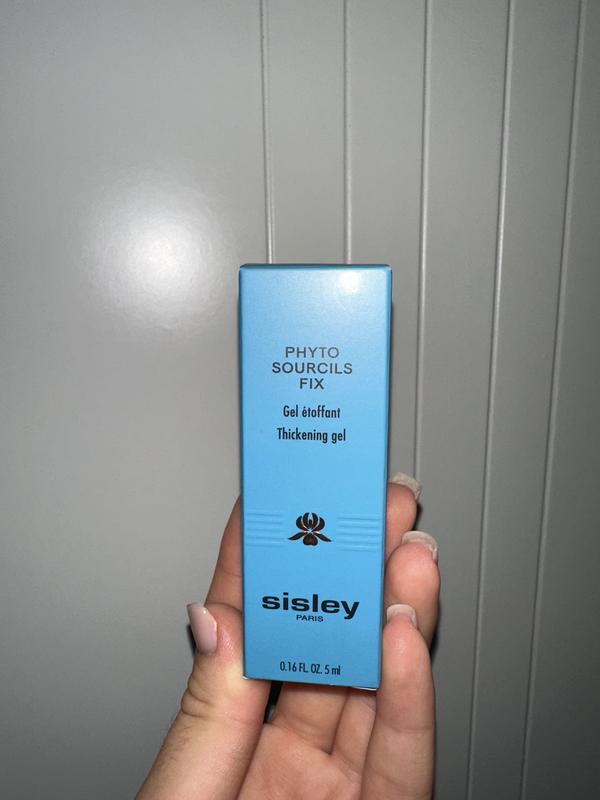 PHYTO
SOURCILS
FIX
Gel étoffant
Thickening gel
sisley
PARIS
0.16 FL. OZ. 5 ml